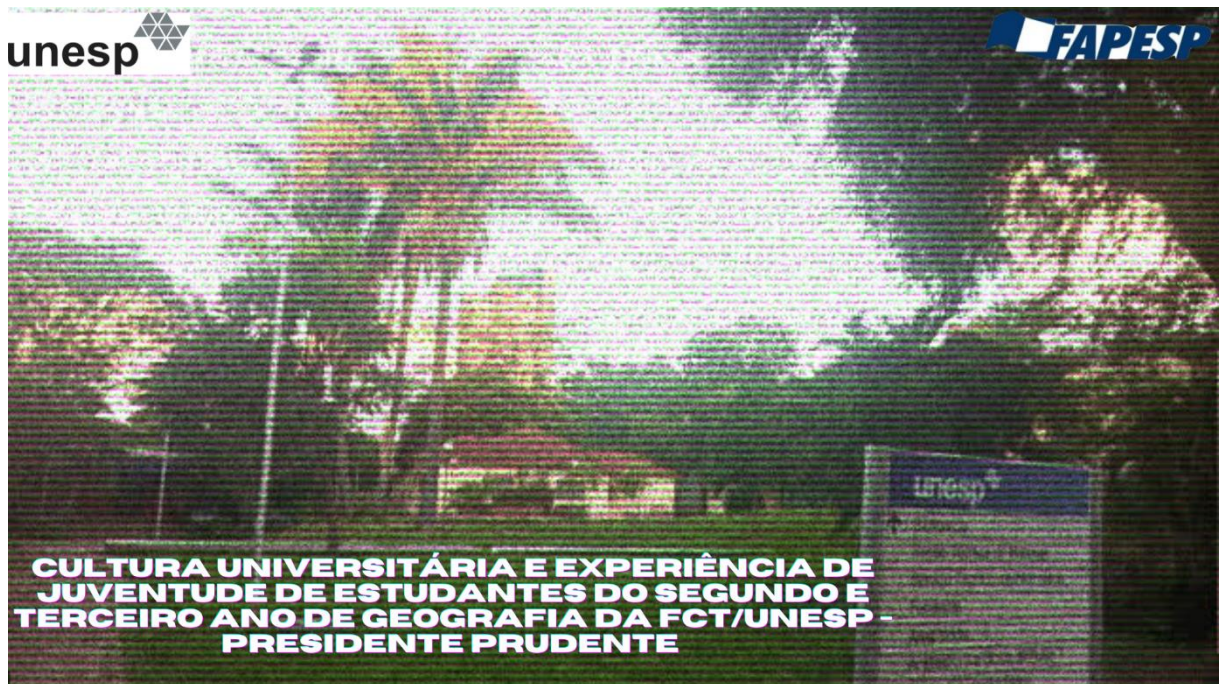 unesp
FAPESP
unesp
CULTURA UNIVERSITÁRIA E EXPERIÊNCIA DE
JUVENTUDE DE ESTUDANTES DO SEGUNDO E
TERCEIRO ANO DE GEOGRAFIA DA FCT/UNESP -
PRESIDENTE PRUDENTE